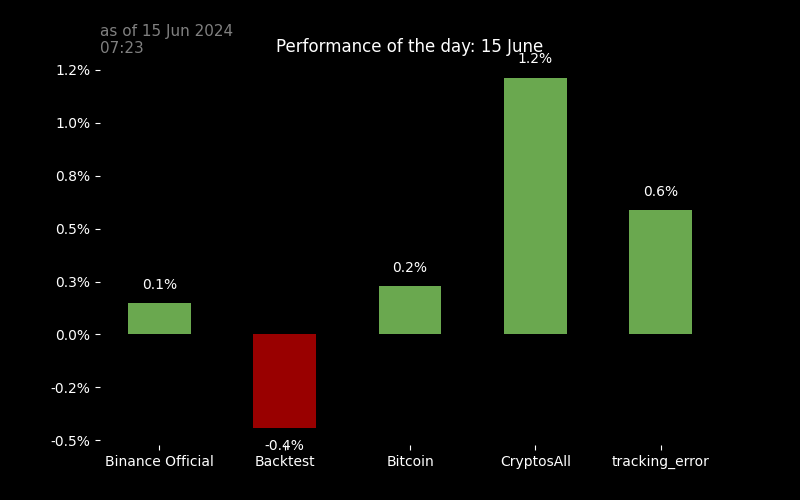 as of 15 Jun 2024
07:23
Performance of the day: 15 June
1.2%
1.2%
1.0%
0.8%
0.6%
0.5%
0.3%
0.2%
0.1%
0.0%
-0.2%
-0.5%
-0.4%
Binance Official
Backtest
Bitcoin
CryptosAll
tracking_error